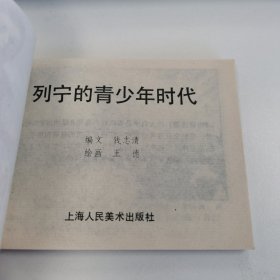 列宁的青少年时代
编文 钱志清
绘画 王德
上海人民美术出版社